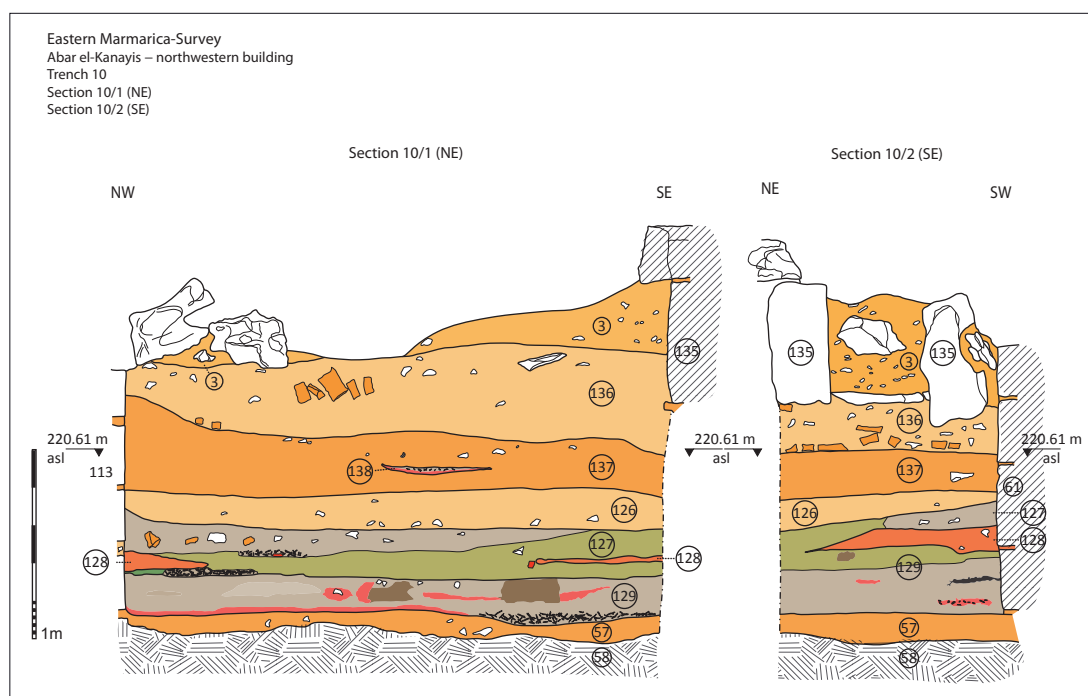 Eastern Marmarica-Survey
Abar el-Kanayis – northwestern building
Trench 10
Section 10/1 (NE)
Section 10/2 (SE)
Section 10/1 (NE)
Section 10/2 (SE)
NW
SE
NE
SW
3
3
135
136
135
3
135
136
220.61 m
asl
113
138
137
220.61 m
asl
137
220.61 m
asl
61
126
126
127
127
128
128
128
129
129
57
57
58
58
1m